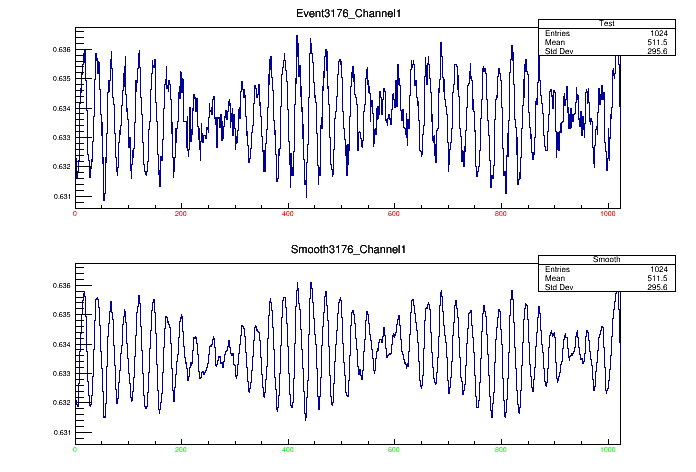 Event3176_Channel1
Test
Entries 1024
Mean 511.5
Std Dev 295.6
0.636
0.635
0.634
0.633
0.632
0.631
0 200 400 600 800 1000
Smooth3176_Channel1
Smooth
Entries 1024
Mean 511.5
Std Dev 295.6
0.636
0.635
0.634
0.633
0.632
0.631
0 200 400 600 800 1000